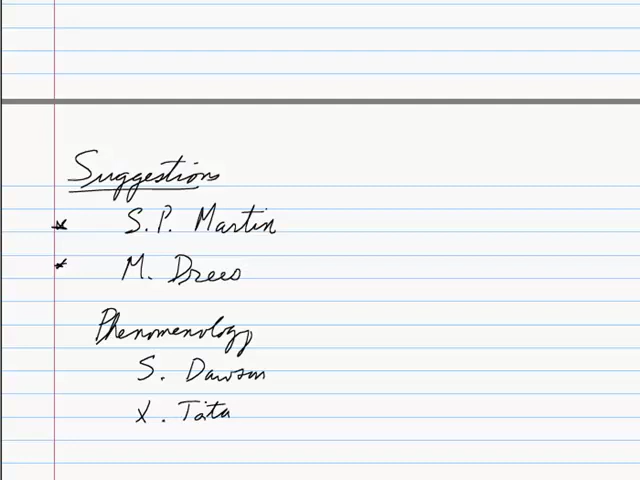 Suggestions
* S.P. Martin
* M. Drees
Phenomenology
S. Dawson
X. Tata